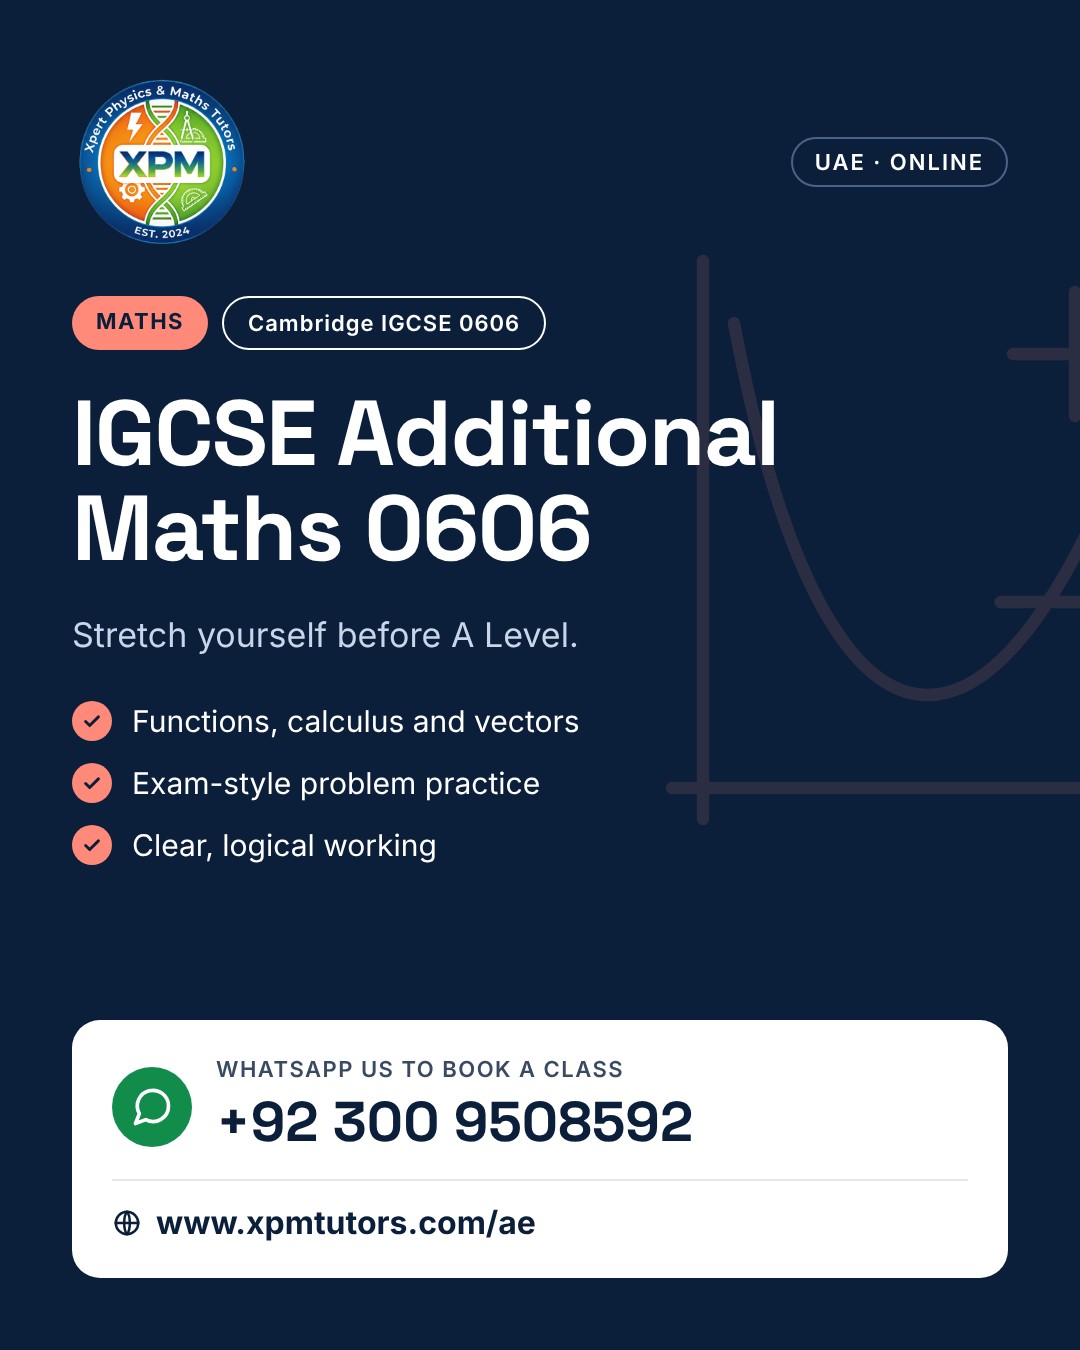 Xpert Physics & Maths Tutors
XPM
EST. 2024
UAE · ONLINE
MATHS
Cambridge IGCSE 0606
IGCSE Additional
Maths 0606
Stretch yourself before A Level.
Functions, calculus and vectors
Exam-style problem practice
Clear, logical working
WHATSAPP US TO BOOK A CLASS
+92 300 9508592
www.xpmtutors.com/ae